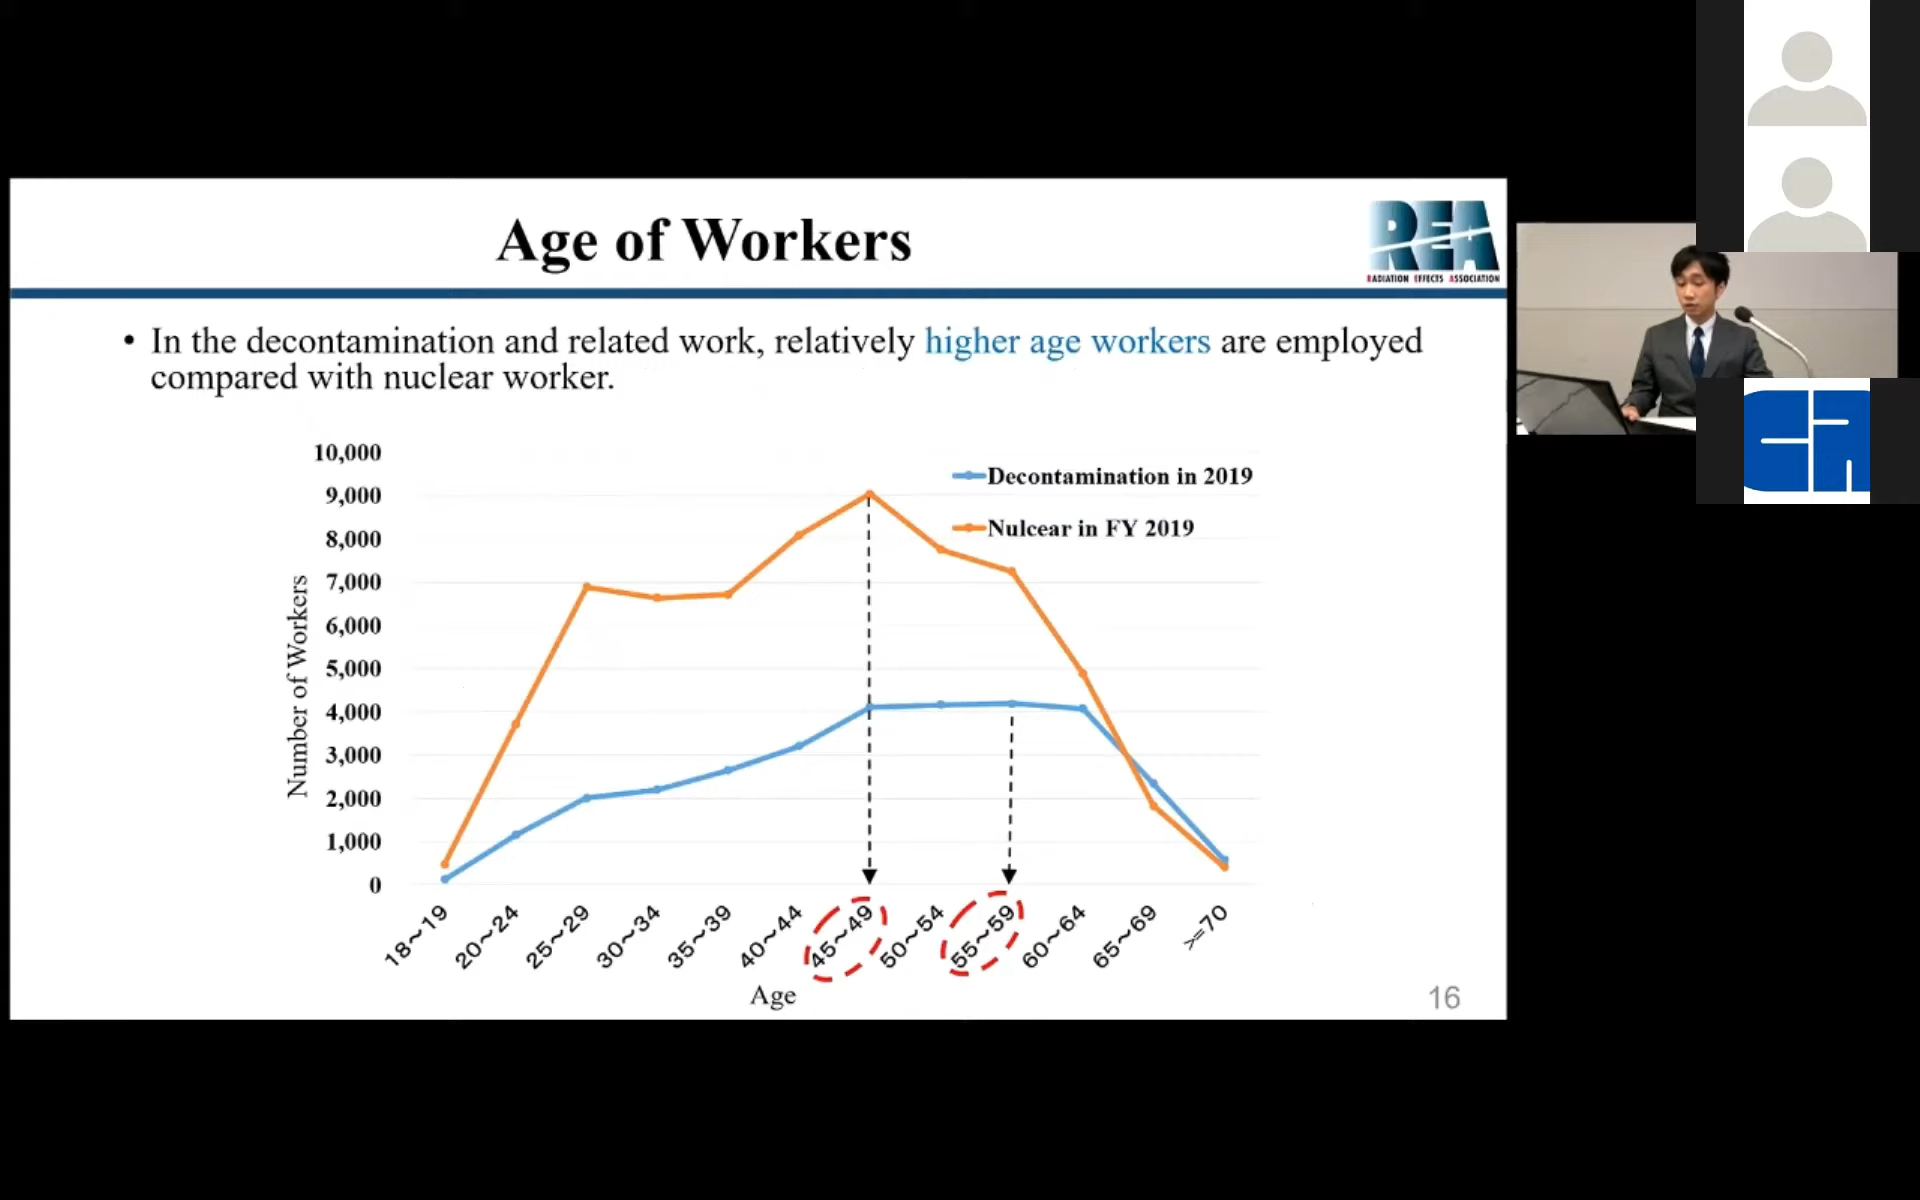 Age of Workers
REA
RADIATION EFFECTS ASSOCIATION
• In the decontamination and related work, relatively higher age workers are employed
compared with nuclear worker.
10,000
9,000
8,000
7,000
6,000
5,000
4,000
3,000
2,000
1,000
0
Number of Workers
Decontamination in 2019
Nulcear in FY 2019
18~19
20~24
25~29
30~34
35~39
40~44
45~49
50~54
55~59
60~64
65~69
>=70
Age
16